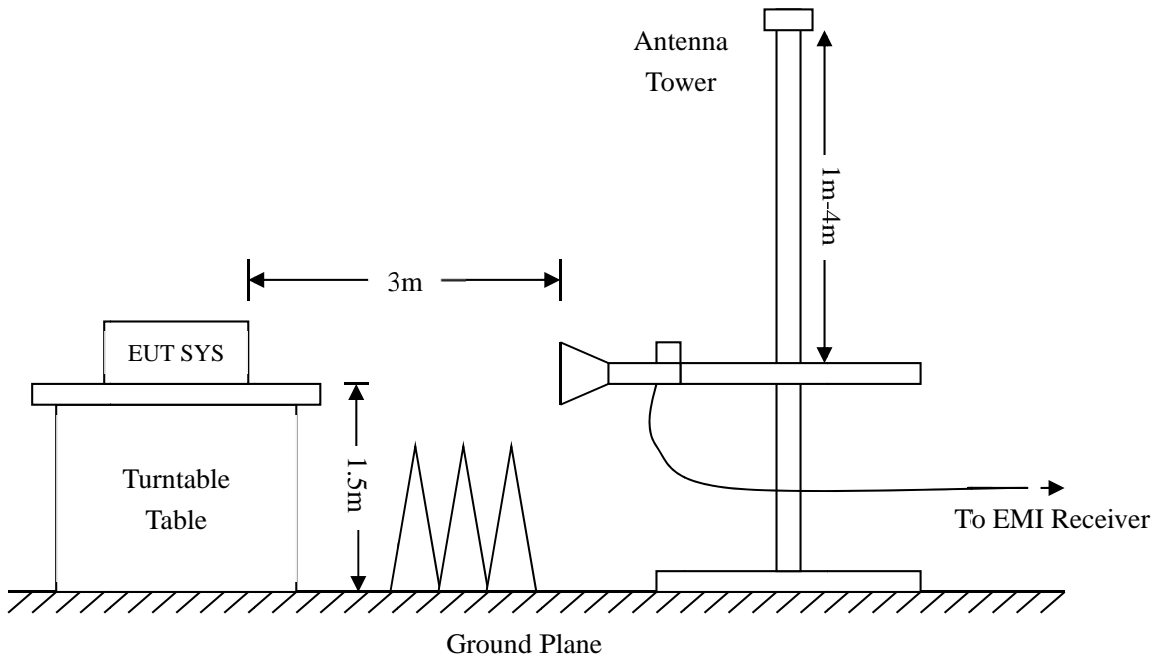 Antenna
Tower
1m-4m
3m
EUT SYS
1.5m
Turntable
Table
To EMI Receiver
Ground Plane